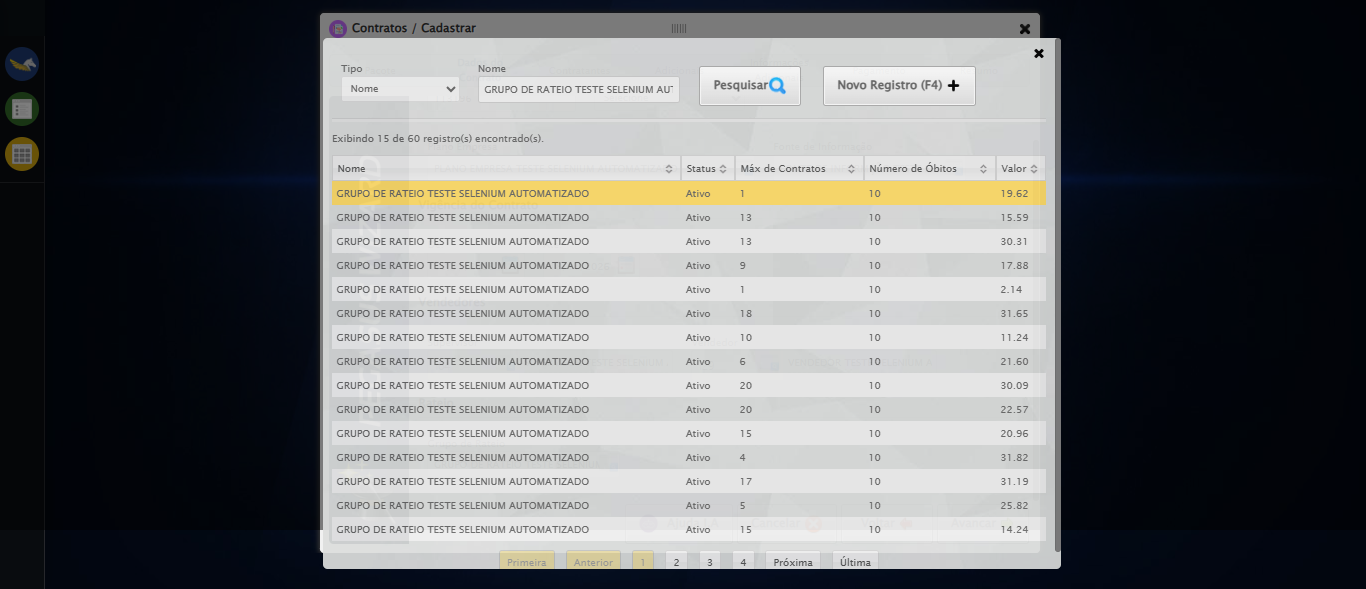 Contratos / Cadastrar
Tipo
Nome
Nome
GRUPO DE RATEIO TESTE SELENIUM AUT
Pesquisar
Novo Registro (F4)
Exibindo 15 de 60 registro(s) encontrado(s).
Nome Status Máx de Contratos Número de Óbitos Valor
GRUPO DE RATEIO TESTE SELENIUM AUTOMATIZADO Ativo 1 10 19.62
GRUPO DE RATEIO TESTE SELENIUM AUTOMATIZADO Ativo 13 10 15.59
GRUPO DE RATEIO TESTE SELENIUM AUTOMATIZADO Ativo 13 10 30.31
GRUPO DE RATEIO TESTE SELENIUM AUTOMATIZADO Ativo 9 10 17.88
GRUPO DE RATEIO TESTE SELENIUM AUTOMATIZADO Ativo 1 10 2.14
GRUPO DE RATEIO TESTE SELENIUM AUTOMATIZADO Ativo 18 10 31.65
GRUPO DE RATEIO TESTE SELENIUM AUTOMATIZADO Ativo 10 10 11.24
GRUPO DE RATEIO TESTE SELENIUM AUTOMATIZADO Ativo 6 10 21.60
GRUPO DE RATEIO TESTE SELENIUM AUTOMATIZADO Ativo 20 10 30.09
GRUPO DE RATEIO TESTE SELENIUM AUTOMATIZADO Ativo 20 10 22.57
GRUPO DE RATEIO TESTE SELENIUM AUTOMATIZADO Ativo 15 10 20.96
GRUPO DE RATEIO TESTE SELENIUM AUTOMATIZADO Ativo 4 10 31.82
GRUPO DE RATEIO TESTE SELENIUM AUTOMATIZADO Ativo 17 10 31.19
GRUPO DE RATEIO TESTE SELENIUM AUTOMATIZADO Ativo 5 10 25.82
GRUPO DE RATEIO TESTE SELENIUM AUTOMATIZADO Ativo 15 10 14.24
Primeira Anterior 1 2 3 4 Próxima Última